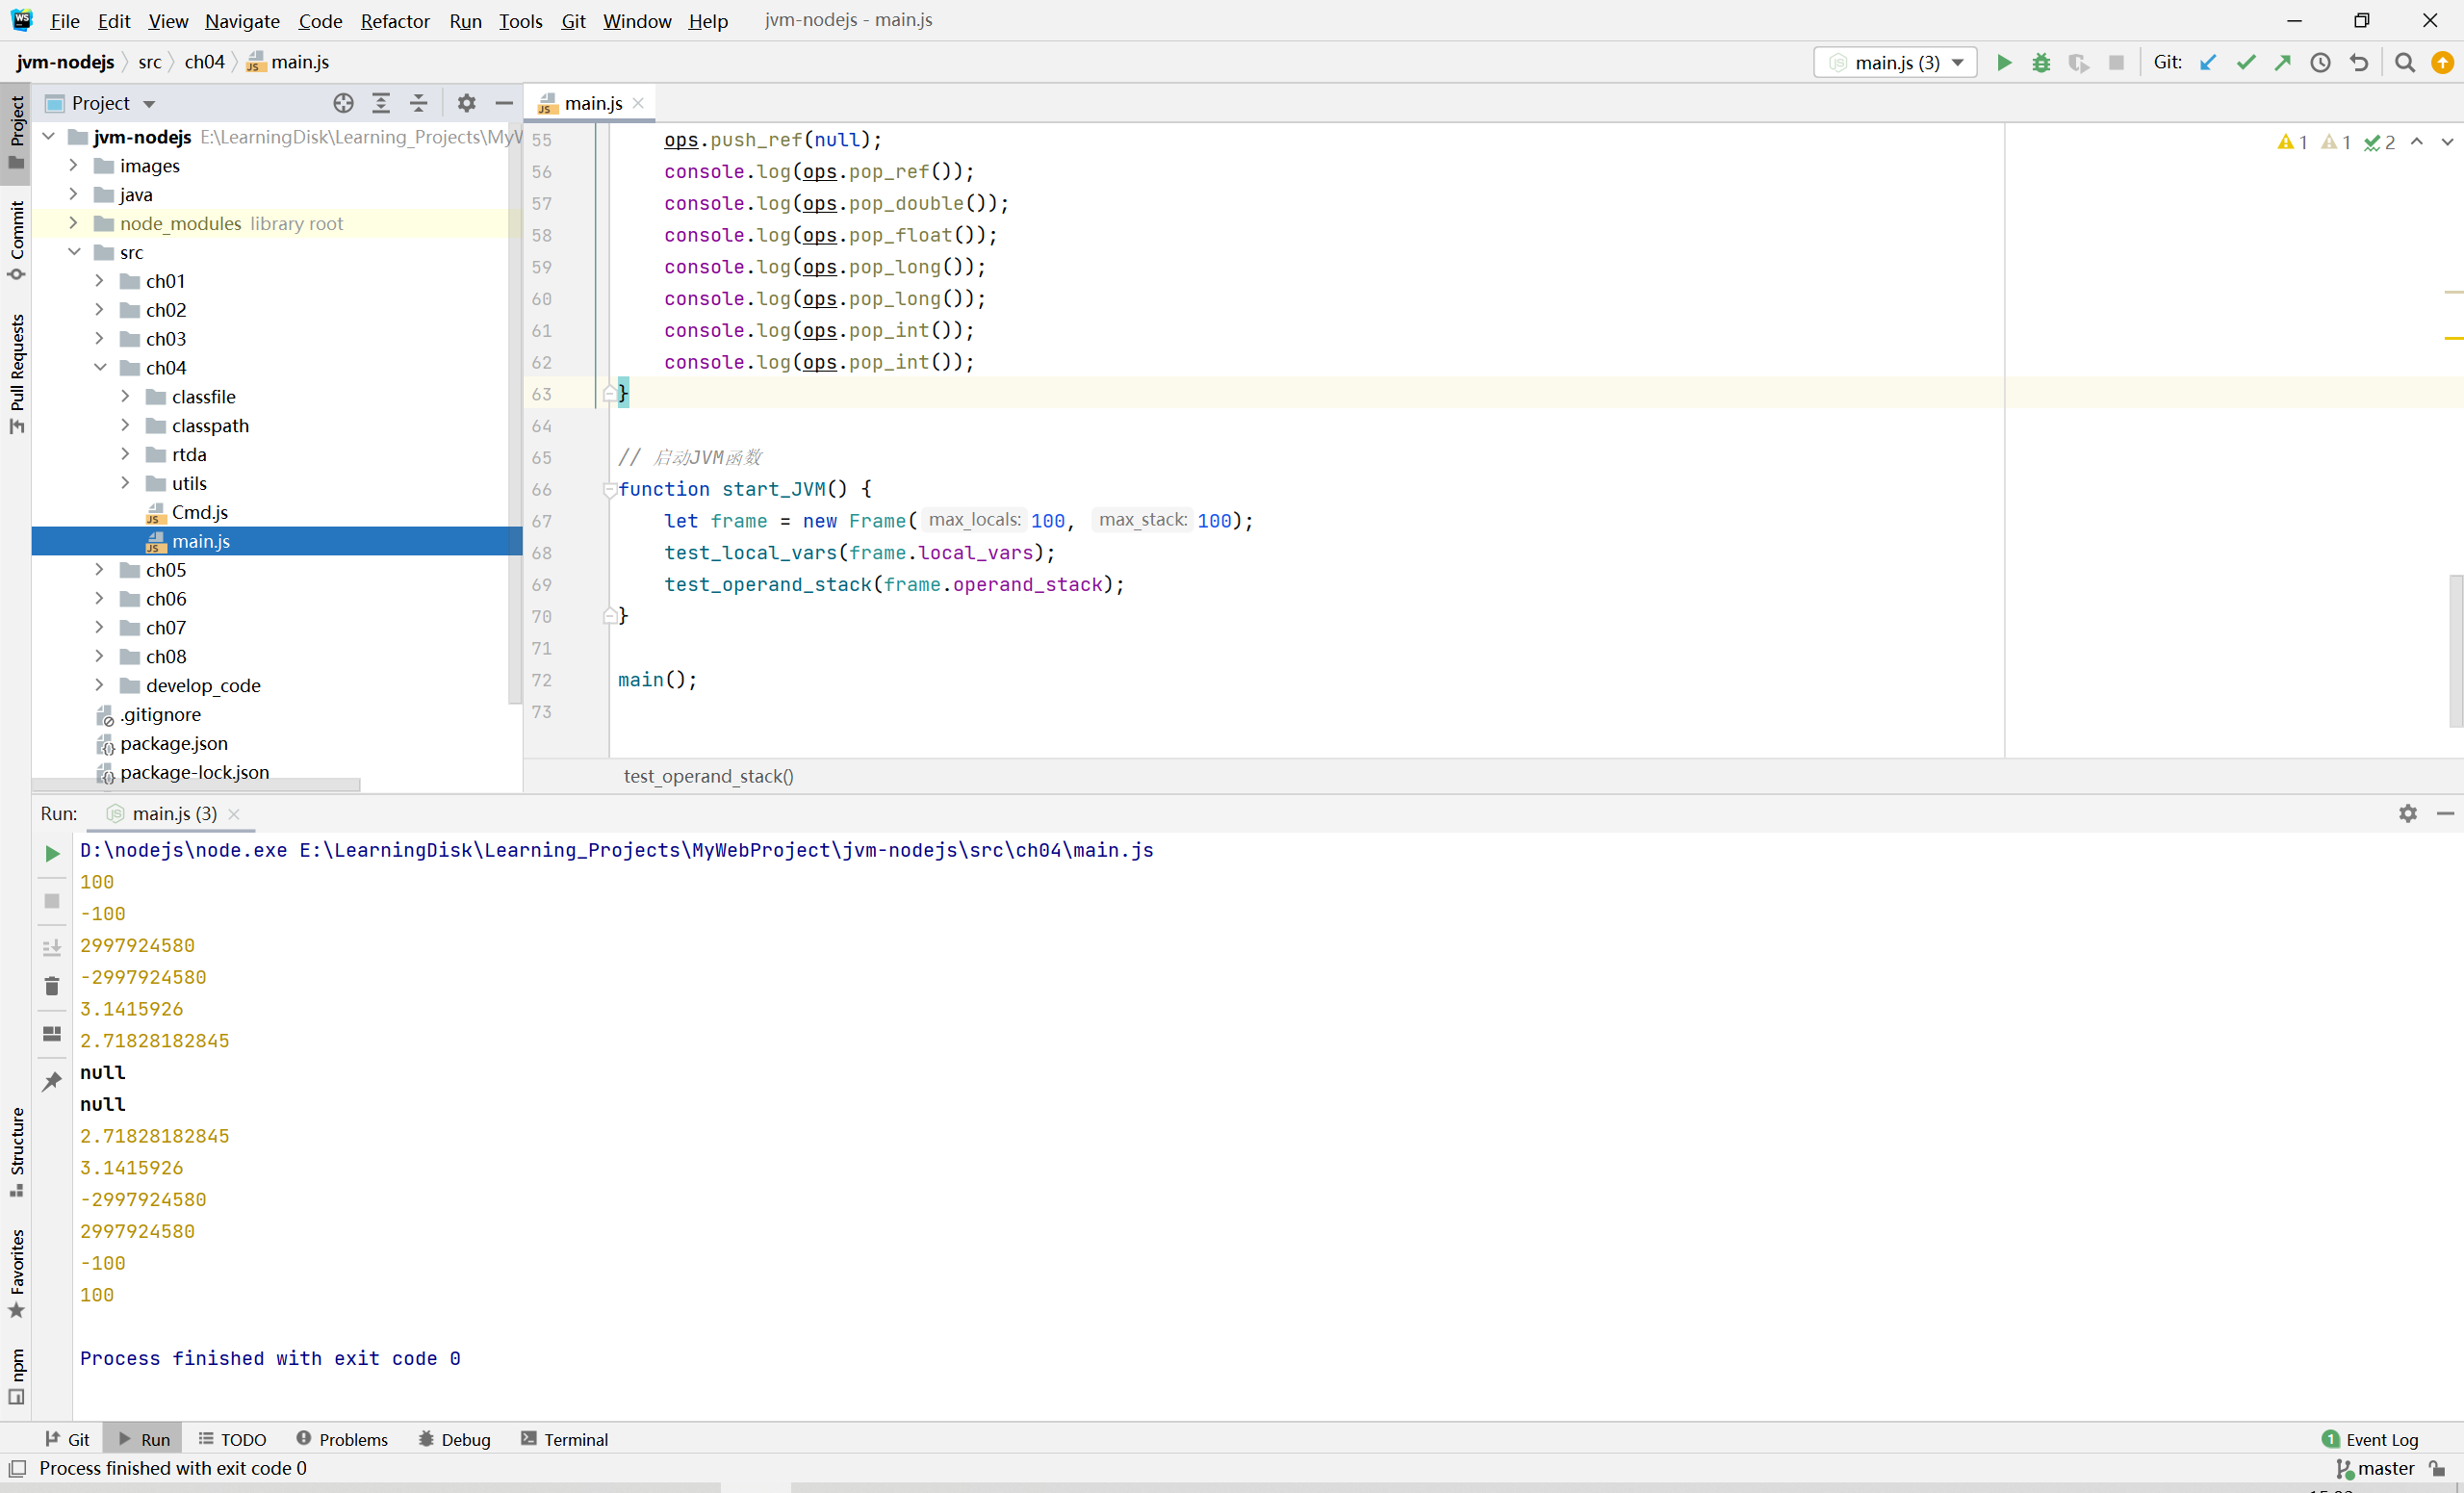 WS File Edit View Navigate Code Refactor Run Tools Git Window Help jvm-nodejs - main.js
jvm-nodejs src ch04 main.js main.js (3) Git:
Project main.js
Project
Commit
Pull Requests
jvm-nodejs E:\LearningDisk\Learning_Projects\MyW
images
java
node_modules library root
src
ch01
ch02
ch03
ch04
classfile
classpath
rtda
utils
Cmd.js
main.js
ch05
ch06
ch07
ch08
develop_code
.gitignore
package.json
package-lock.json
1 1 2
55 ops.push_ref(null);
56 console.log(ops.pop_ref());
57 console.log(ops.pop_double());
58 console.log(ops.pop_float());
59 console.log(ops.pop_long());
60 console.log(ops.pop_long());
61 console.log(ops.pop_int());
62 console.log(ops.pop_int());
63 }
64
65 // 启动JVM函数
66 function start_JVM() {
67 let frame = new Frame( max_locals: 100, max_stack: 100);
68 test_local_vars(frame.local_vars);
69 test_operand_stack(frame.operand_stack);
70 }
71
72 main();
73
test_operand_stack()
Run: main.js (3)
D:\nodejs\node.exe E:\LearningDisk\Learning_Projects\MyWebProject\jvm-nodejs\src\ch04\main.js
100
-100
2997924580
-2997924580
3.1415926
2.71828182845
null
null
2.71828182845
3.1415926
-2997924580
2997924580
-100
100
Process finished with exit code 0
Structure
Favorites
npm
Git Run TODO Problems Debug Terminal 1 Event Log
Process finished with exit code 0 master